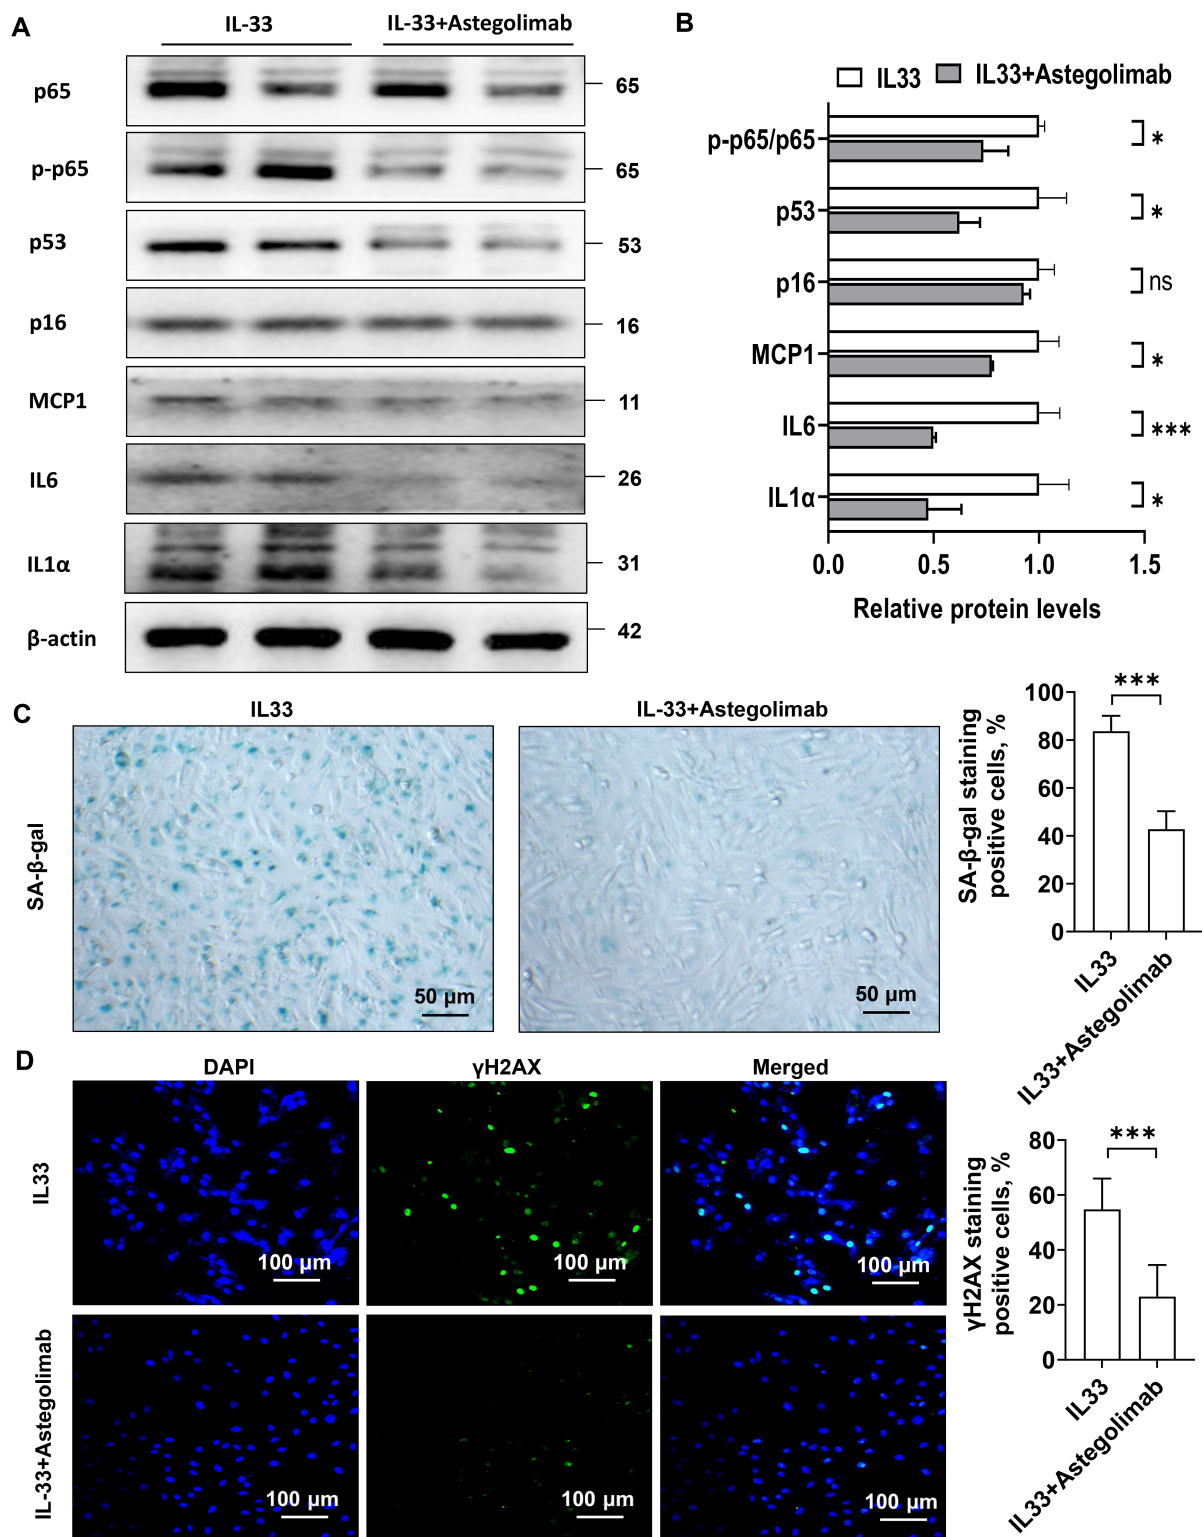 A
IL-33
IL-33+Astegolimab
p65
65
p-p65
65
p53
53
p16
16
MCP1
11
IL6
26
IL1α
31
β-actin
42
B
IL33
IL33+Astegolimab
p-p65/p65
*
p53
*
p16
ns
MCP1
*
IL6
***
IL1α
*
0.0
0.5
1.0
1.5
Relative protein levels
C
IL33
IL-33+Astegolimab
SA-β-gal
50 μm
50 μm
SA-β-gal staining
positive cells, %
100
80
60
40
20
0
***
IL33
IL33+Astegolimab
D
DAPI
γH2AX
Merged
IL33
100 μm
100 μm
100 μm
IL-33+Astegolimab
100 μm
100 μm
100 μm
γH2AX staining
positive cells, %
80
60
40
20
0
***
IL33
IL33+Astegolimab